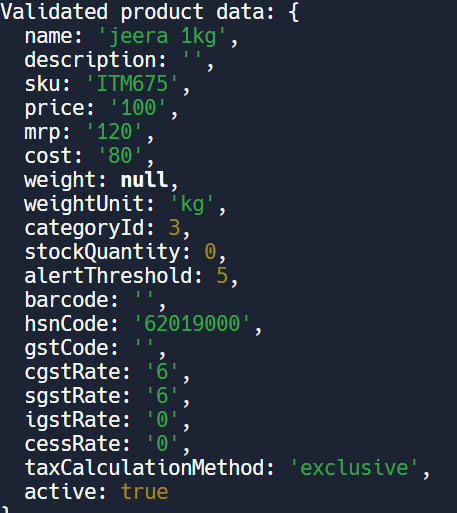 Validated product data: {
  name: 'jeera 1kg',
  description: '',
  sku: 'ITM675',
  price: '100',
  mrp: '120',
  cost: '80',
  weight: null,
  weightUnit: 'kg',
  categoryId: 3,
  stockQuantity: 0,
  alertThreshold: 5,
  barcode: '',
  hsnCode: '62019000',
  gstCode: '',
  cgstRate: '6',
  sgstRate: '6',
  igstRate: '0',
  cessRate: '0',
  taxCalculationMethod: 'exclusive',
  active: true
}